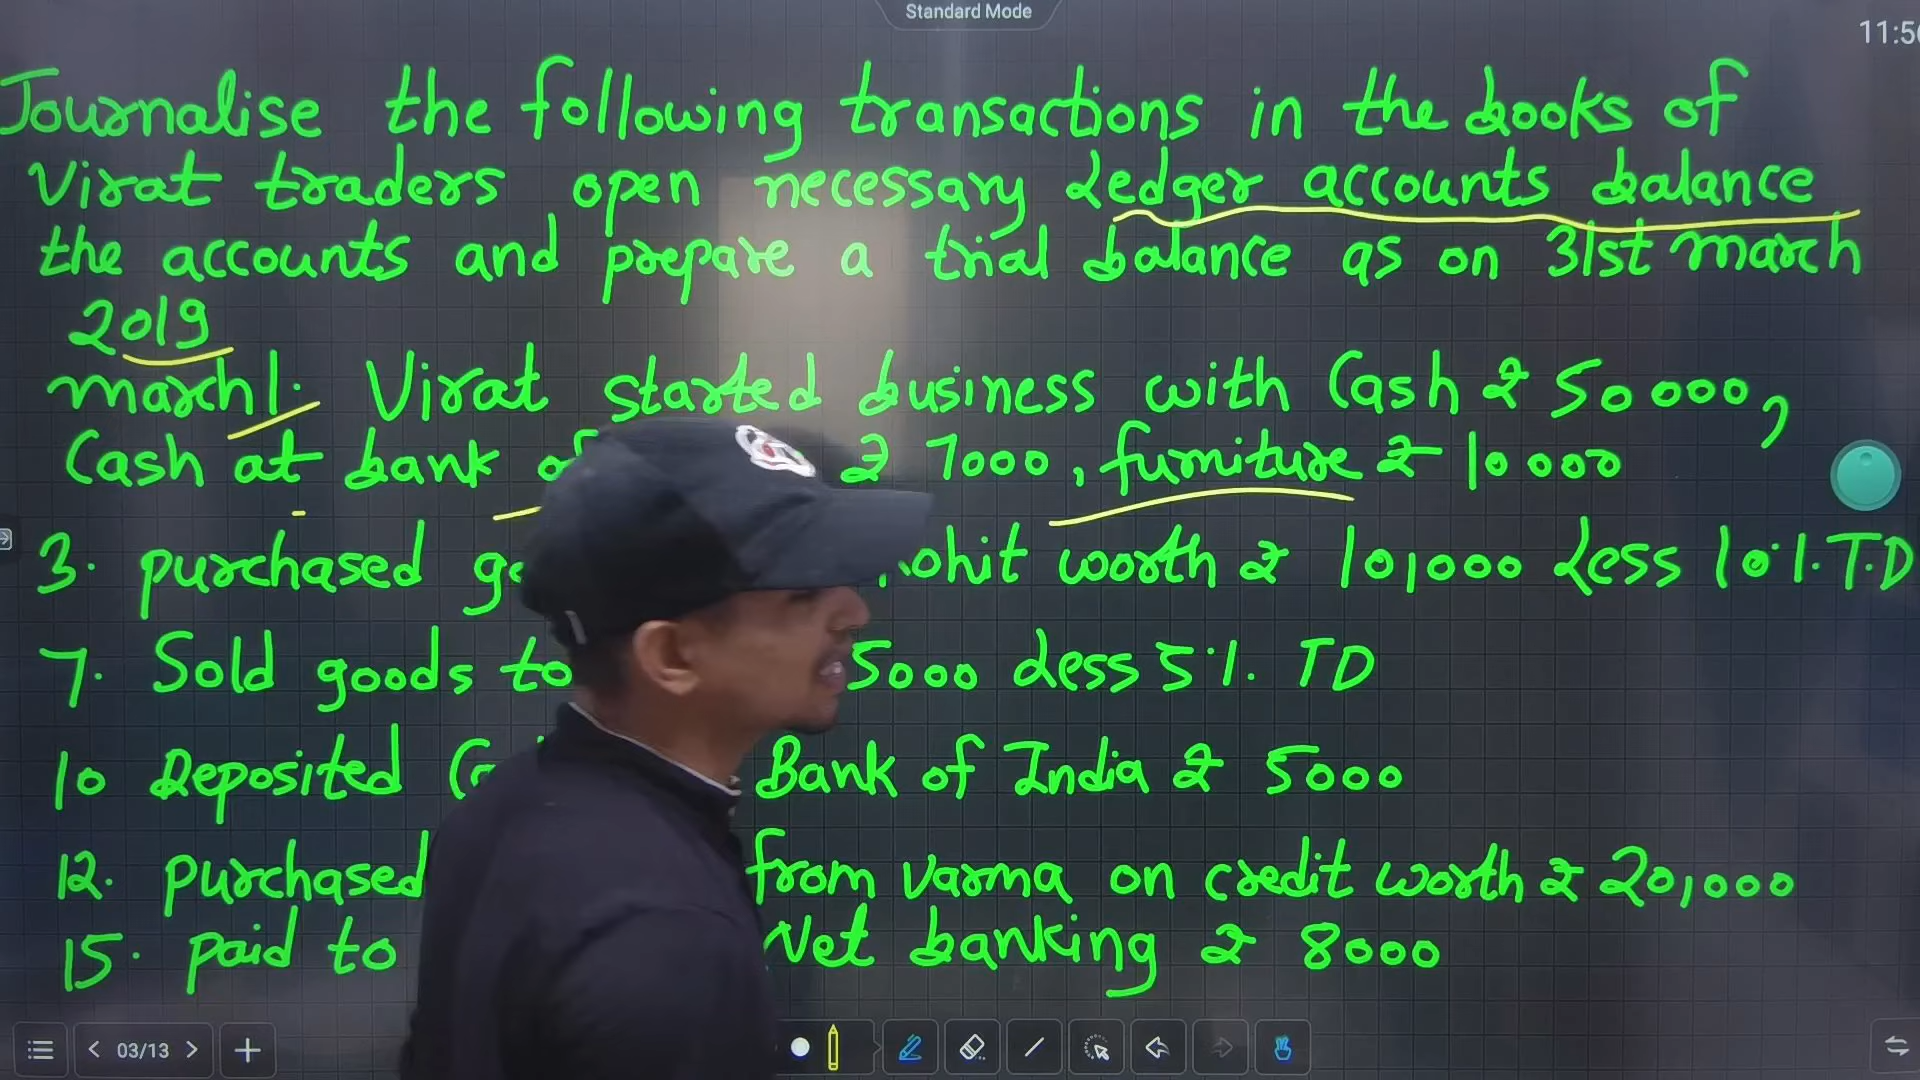 Standard Mode
11:50
Journalise the following transactions in the books of
Virat traders open necessary Ledger accounts balance
the accounts and prepare a trial balance as on 31st march
2019
march 1. Virat started business with Cash ₹ 50000,
Cash at bank of ₹ 7000, furniture ₹ 10000
3. purchased worth ₹ 10,000 Less 10%. T.D
7. Sold goods to 5000 Less 5%. TD
10 Deposited Bank of India ₹ 5000
12. purchased from varma on credit worth ₹ 20,000
15. paid to Net banking ₹ 8000
03/13